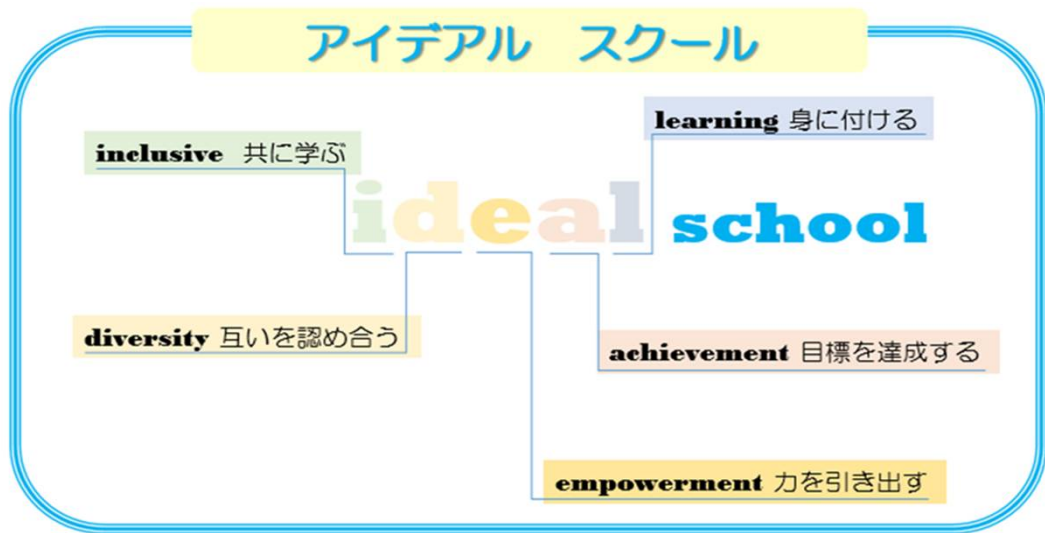 アイデアル　スクール
learning 身に付ける
inclusive 共に学ぶ
ideal school
diversity 互いを認め合う
achievement 目標を達成する
empowerment 力を引き出す